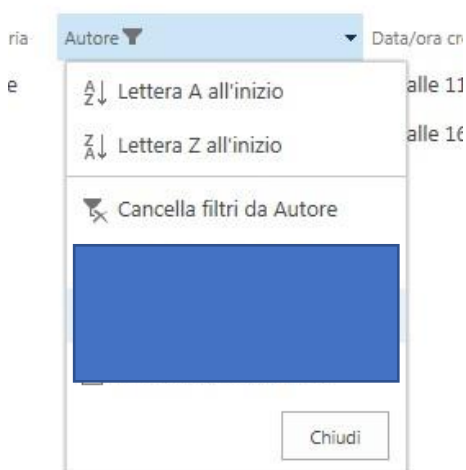 ria Autore Data/ora cr
e alle 11
Lettera A all'inizio
alle 16
Lettera Z all'inizio
Cancella filtri da Autore
Chiudi